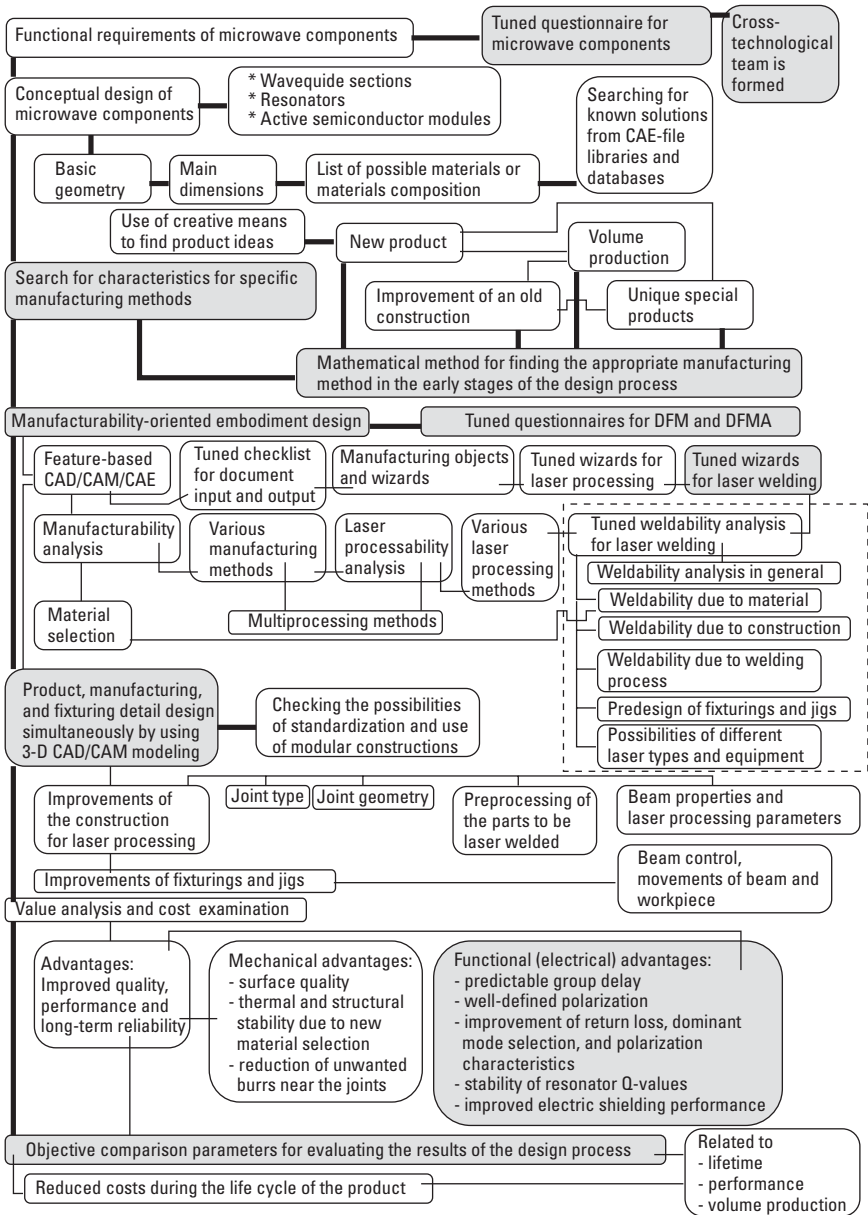 Functional requirements of microwave components
Tuned questionnaire for
microwave components
Cross-
technological
team is
formed
Conceptual design of
microwave components
* Wavequide sections
* Resonators
* Active semiconductor modules
Searching for
known solutions
from CAE-file
libraries and
databases
Basic
geometry
Main
dimensions
List of possible materials or
materials composition
Use of creative means
to find product ideas
New product
Volume
production
Search for characteristics for specific
manufacturing methods
Improvement of an old
construction
Unique special
products
Mathematical method for finding the appropriate manufacturing
method in the early stages of the design process
Manufacturability-oriented embodiment design
Tuned questionnaires for DFM and DFMA
Feature-based
CAD/CAM/CAE
Tuned checklist
for document
input and output
Manufacturing objects
and wizards
Tuned wizards for
laser processing
Tuned wizards
for laser welding
Manufacturability
analysis
Various
manufacturing
methods
Laser
processability
analysis
Various
laser
processing
methods
Tuned weldability analysis
for laser welding
Weldability analysis in general
Material
selection
Multiprocessing methods
Weldability due to material
Weldability due to construction
Weldability due to welding
process
Predesign of fixturings and jigs
Possibilities of different
laser types and equipment
Product, manufacturing,
and fixturing detail design
simultaneously by using
3-D CAD/CAM modeling
Checking the possibilities
of standardization and use
of modular constructions
Improvements of
the construction
for laser processing
Joint type
Joint geometry
Preprocessing of
the parts to be
laser welded
Beam properties and
laser processing parameters
Improvements of fixturings and jigs
Beam control,
movements of beam and
workpiece
Value analysis and cost examination
Advantages:
Improved quality,
performance and
long-term reliability
Mechanical advantages:
- surface quality
- thermal and structural
stability due to new
material selection
- reduction of unwanted
burrs near the joints
Functional (electrical) advantages:
- predictable group delay
- well-defined polarization
- improvement of return loss, dominant
mode selection, and polarization
characteristics
- stability of resonator Q-values
- improved electric shielding performance
Objective comparison parameters for evaluating the results of the design process
Related to
- lifetime
- performance
- volume production
Reduced costs during the life cycle of the product